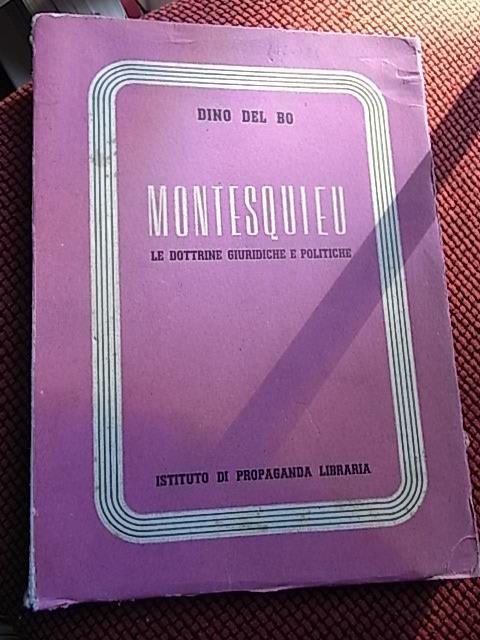 DINO DEL BO
MONTESQUIEU
LE DOTTRINE GIURIDICHE E POLITICHE
ISTITUTO DI PROPAGANDA LIBRARIA